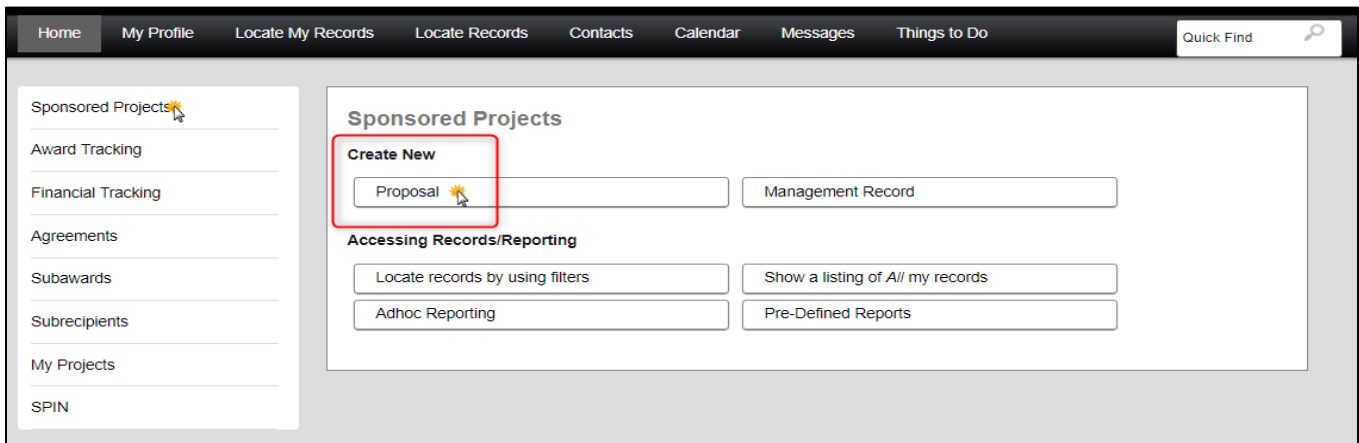 Home My Profile Locate My Records Locate Records Contacts Calendar Messages Things to Do Quick Find
Sponsored Projects
Award Tracking
Financial Tracking
Agreements
Subawards
Subrecipients
My Projects
SPIN
Sponsored Projects
Create New
Proposal Management Record
Accessing Records/Reporting
Locate records by using filters Show a listing of All my records
Adhoc Reporting Pre-Defined Reports